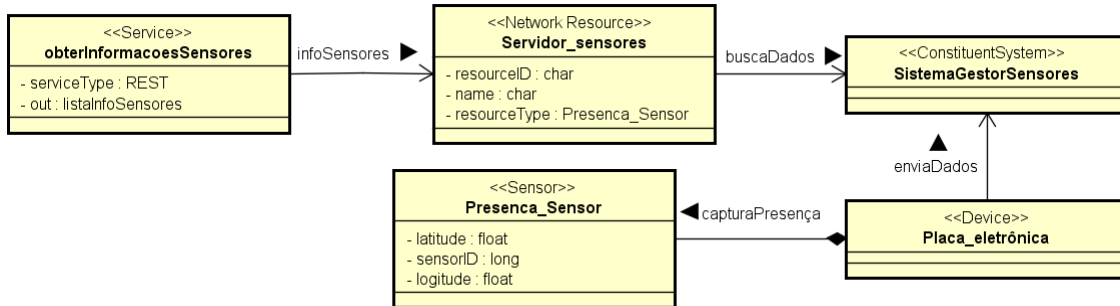 <<Service>>
obterInformacoesSensores
- serviceType : REST
- out : listaInfoSensores
infoSensores
<<Network Resource>>
Servidor_sensores
- resourceID : char
- name : char
- resourceType : Presenca_Sensor
buscaDados
<<ConstituentSystem>>
SistemaGestorSensores
enviaDados
<<Sensor>>
Presenca_Sensor
- latitude : float
- sensorID : long
- logitude : float
capturaPresença
<<Device>>
Placa_eletrônica